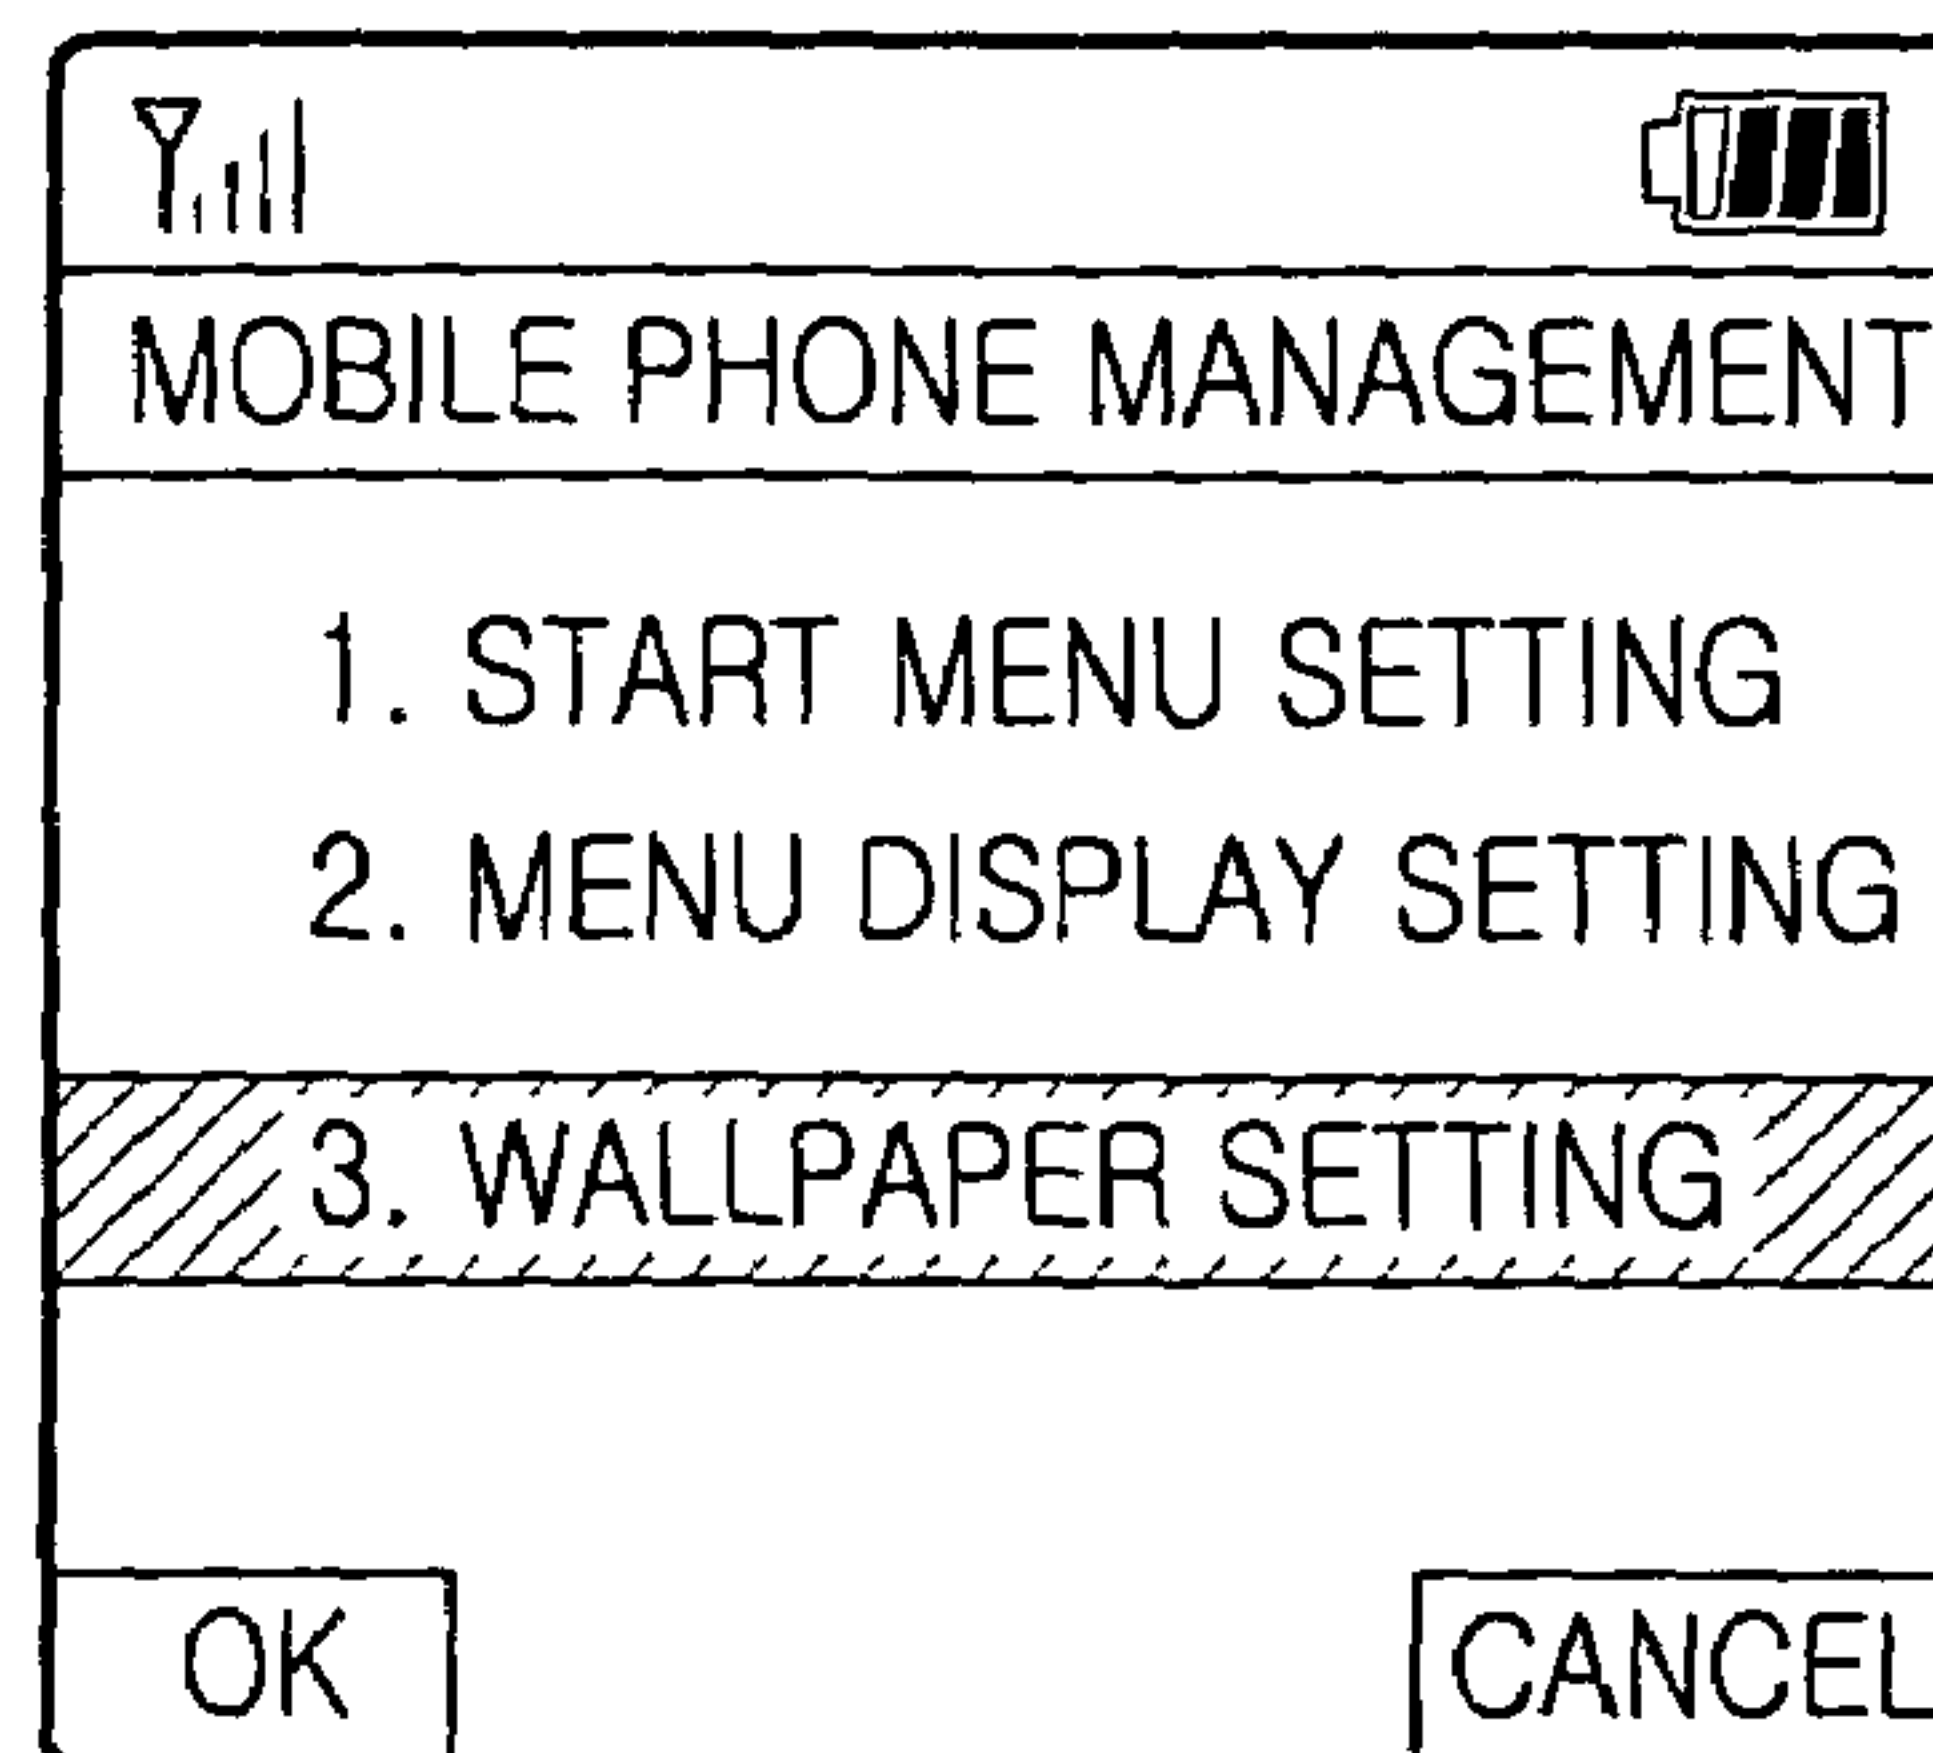 MOBILE PHONE MANAGEMENT
1. START MENU SETTING
2. MENU DISPLAY SETTING
3. WALLPAPER SETTING
OK CANCEL